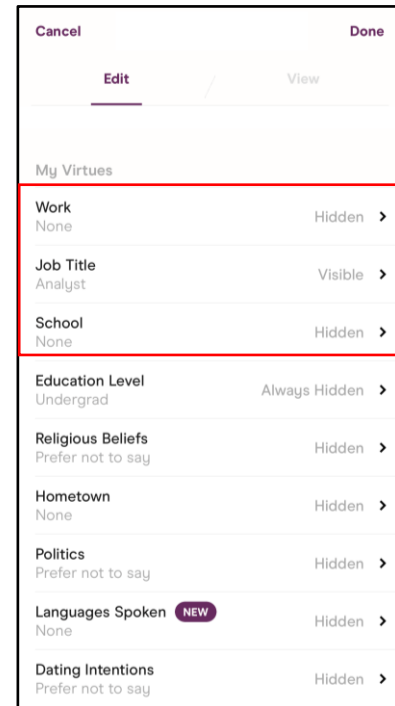 Cancel Done
Edit View
My Virtues
Work
None
Hidden
Job Title
Analyst
Visible
School
None
Hidden
Education Level
Undergrad
Always Hidden
Religious Beliefs
Prefer not to say
Hidden
Hometown
None
Hidden
Politics
Prefer not to say
Hidden
Languages Spoken NEW
None
Hidden
Dating Intentions
Prefer not to say
Hidden